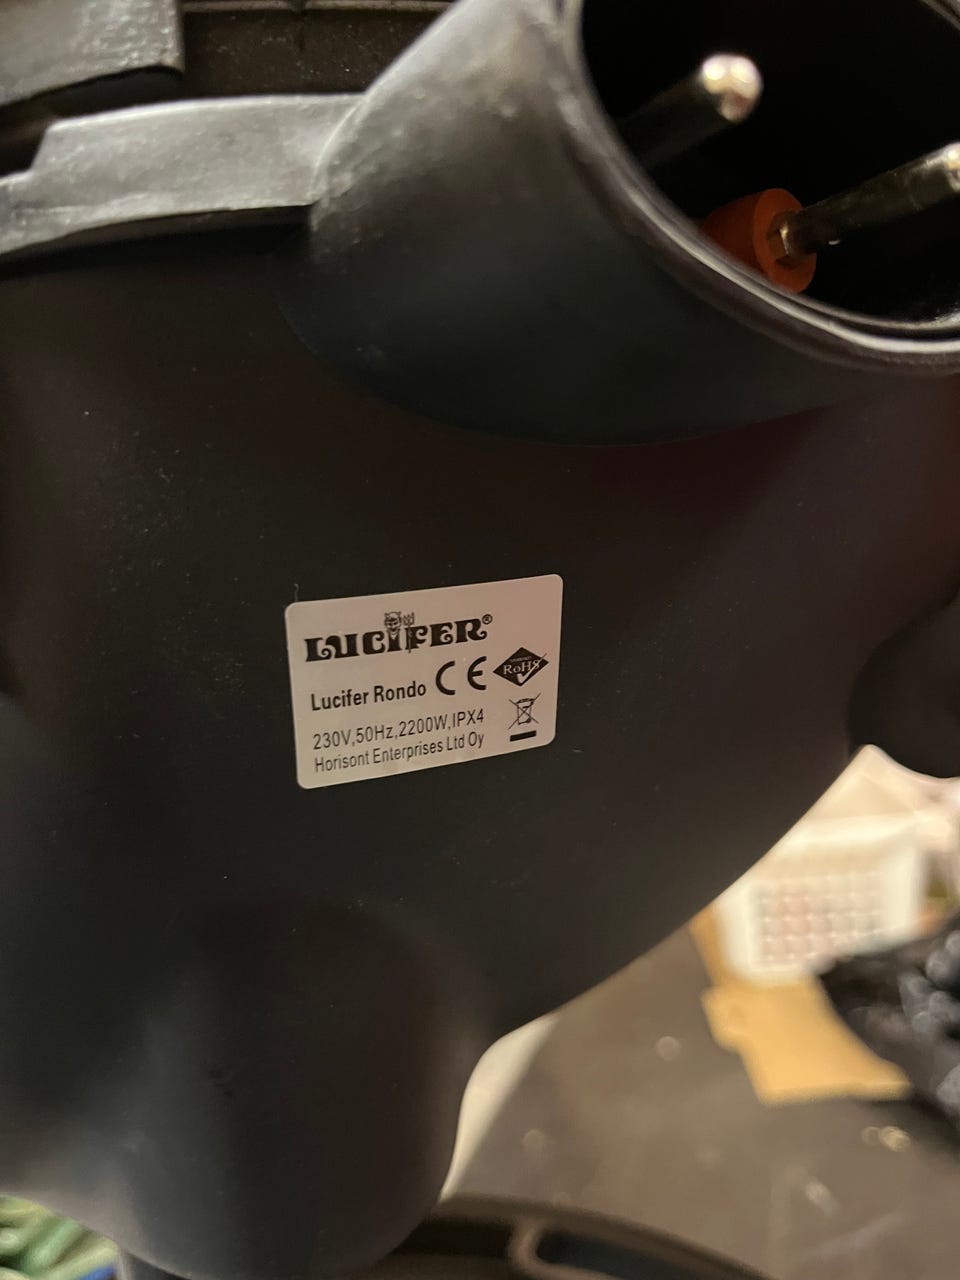 LUCIFER®
Lucifer Rondo CE RoHS
230V,50Hz,2200W,IPX4
Horisont Enterprises Ltd Oy